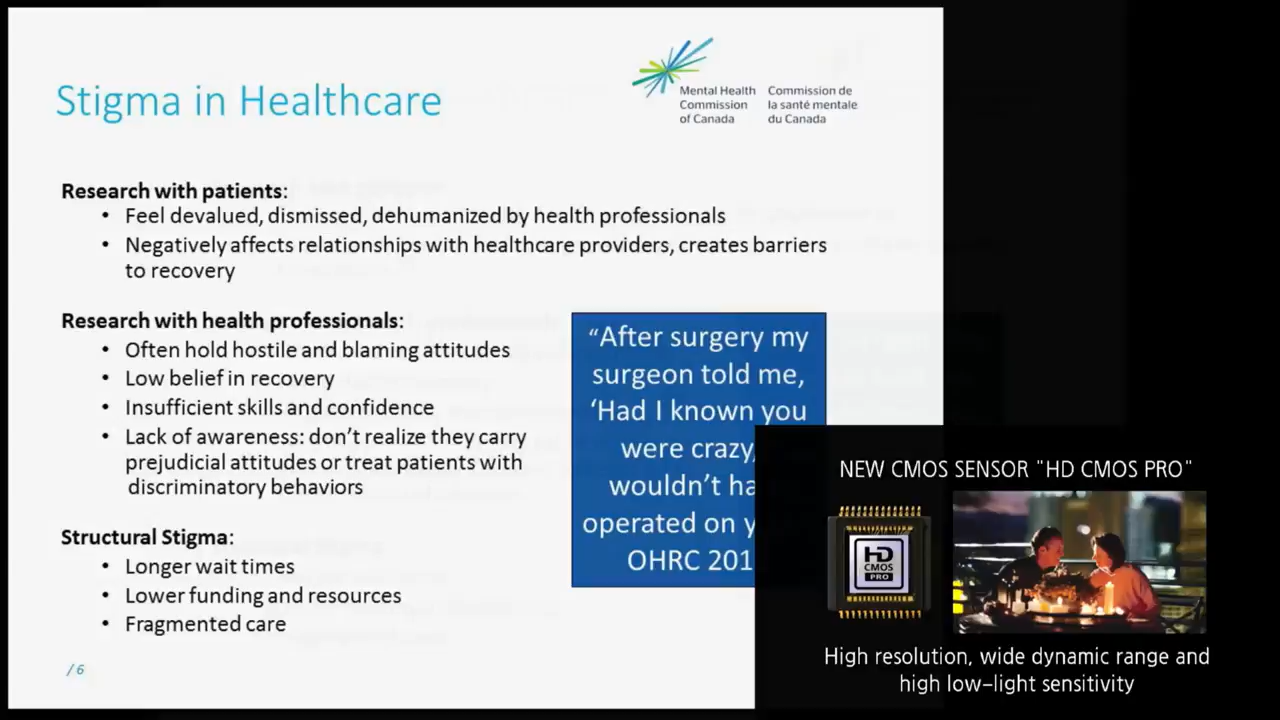 Stigma in Healthcare
Mental Health
Commission
of Canada
Commission de
la santé mentale
du Canada
Research with patients:
• Feel devalued, dismissed, dehumanized by health professionals
• Negatively affects relationships with healthcare providers, creates barriers
to recovery
Research with health professionals:
• Often hold hostile and blaming attitudes
• Low belief in recovery
• Insufficient skills and confidence
• Lack of awareness: don’t realize they carry
prejudicial attitudes or treat patients with
discriminatory behaviors
Structural Stigma:
• Longer wait times
• Lower funding and resources
• Fragmented care
/ 6
“After surgery my
surgeon told me,
‘Had I known you
were crazy,
wouldn’t
operated on
OHRC
NEW CMOS SENSOR "HD CMOS PRO"
HD
CMOS
PRO
High resolution, wide dynamic range and
high low–light sensitivity